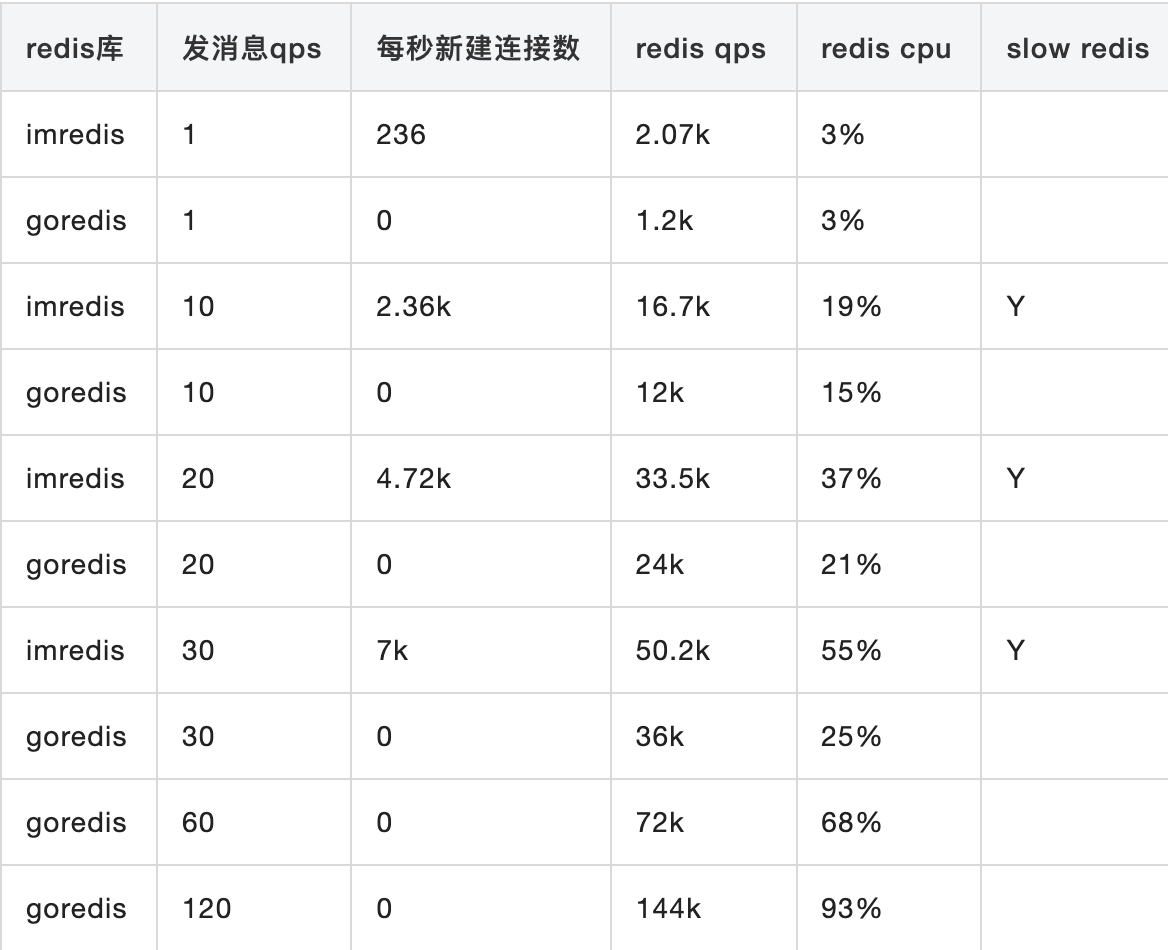 redis库 发消息qps 每秒新建连接数 redis qps redis cpu slow redis
imredis 1 236 2.07k 3%
goredis 1 0 1.2k 3%
imredis 10 2.36k 16.7k 19% Y
goredis 10 0 12k 15%
imredis 20 4.72k 33.5k 37% Y
goredis 20 0 24k 21%
imredis 30 7k 50.2k 55% Y
goredis 30 0 36k 25%
goredis 60 0 72k 68%
goredis 120 0 144k 93%